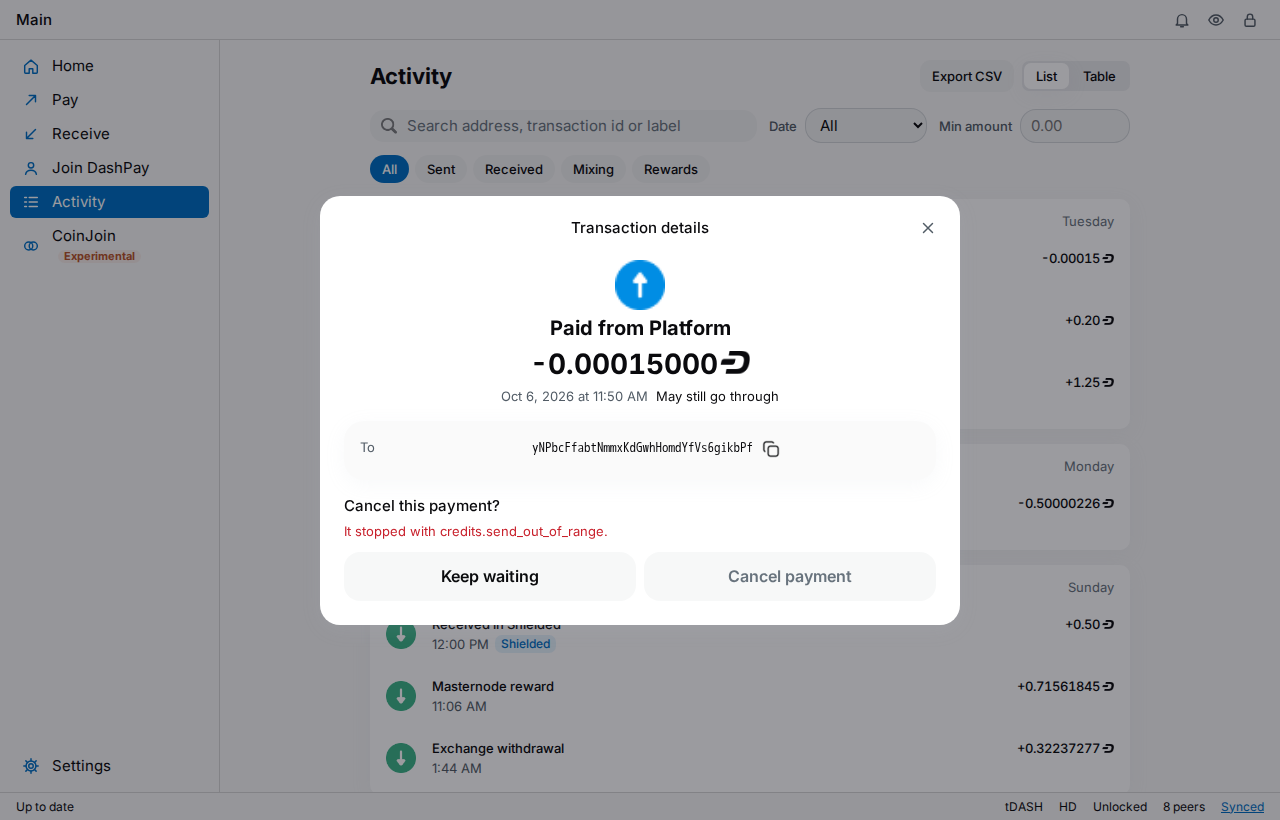 Main
Home
Pay
Receive
Join DashPay
Activity
CoinJoin
Experimental
Settings
Activity
Export CSV
List
Table
Search address, transaction id or label
Date
All
Min amount
0.00
All
Sent
Received
Mixing
Rewards
Tuesday
-0.00015
+0.20
+1.25
Monday
-0.50000226
Sunday
Transaction details
Paid from Platform
-0.00015000
Oct 6, 2026 at 11:50 AM May still go through
To
yNPbcFfabtNmmxKdGwhHomdYfVs6gikbPf
Cancel this payment?
It stopped with credits.send_out_of_range.
Keep waiting
Cancel payment
Received in Shielded
+0.50
12:00 PM Shielded
Masternode reward
+0.71561845
11:06 AM
Exchange withdrawal
+0.32237277
1:44 AM
Up to date
tDASH
HD
Unlocked
8 peers
Synced